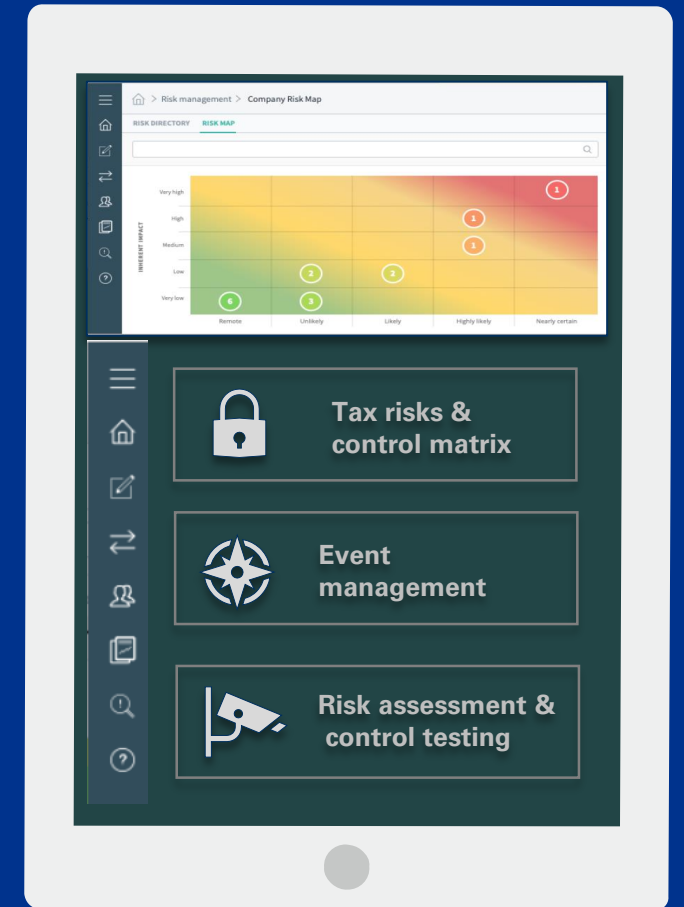 > Risk management > Company Risk Map
RISK DIRECTORY RISK MAP
INHERENT IMPACT
Very high 1
High 1
Medium 1
Low 2 2
Very low 6 3
Remote Unlikely Likely Highly likely Nearly certain
Tax risks &
control matrix
Event
management
Risk assessment &
control testing